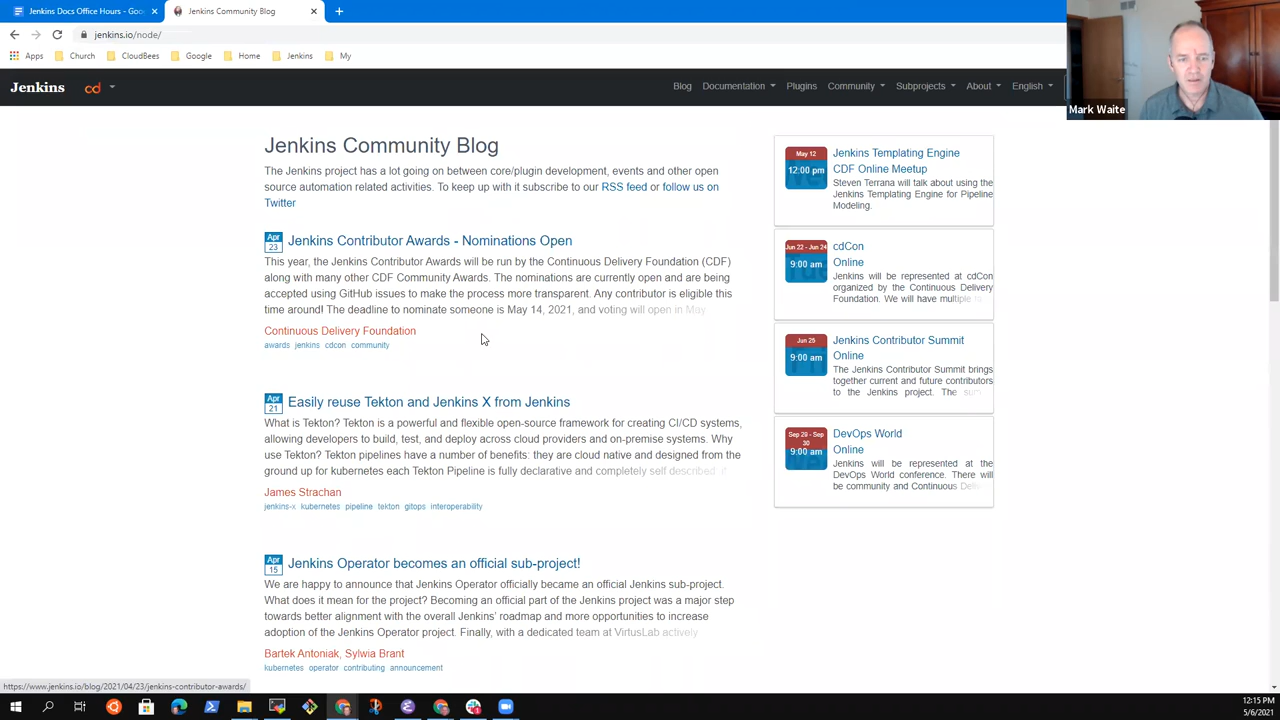 Jenkins Docs Office Hours - Goo
Jenkins Community Blog
jenkins.io/node/
Apps Church CloudBees Google Home Jenkins My
Mark Waite
Jenkins cd Blog Documentation Plugins Community Subprojects About English
Jenkins Community Blog
The Jenkins project has a lot going on between core/plugin development, events and other open
source automation related activities. To keep up with it subscribe to our RSS feed or follow us on
Twitter
Apr
23
Jenkins Contributor Awards - Nominations Open
This year, the Jenkins Contributor Awards will be run by the Continuous Delivery Foundation (CDF)
along with many other CDF Community Awards. The nominations are currently open and are being
accepted using GitHub issues to make the process more transparent. Any contributor is eligible this
time around! The deadline to nominate someone is May 14, 2021, and voting will open in May
Continuous Delivery Foundation
awards jenkins cdcon community
Apr
21
Easily reuse Tekton and Jenkins X from Jenkins
What is Tekton? Tekton is a powerful and flexible open-source framework for creating CI/CD systems,
allowing developers to build, test, and deploy across cloud providers and on-premise systems. Why
use Tekton? Tekton pipelines have a number of benefits: they are cloud native and designed from the
ground up for kubernetes each Tekton Pipeline is fully declarative and completely self described.
James Strachan
jenkins-x kubernetes pipeline tekton gitops interoperability
Apr
15
Jenkins Operator becomes an official sub-project!
We are happy to announce that Jenkins Operator officially became an official Jenkins sub-project.
What does it mean for the project? Becoming an official part of the Jenkins project was a major step
towards better alignment with the overall Jenkins' roadmap and more opportunities to increase
adoption of the Jenkins Operator project. Finally, with a dedicated team at VirtusLab actively
Bartek Antoniak, Sylwia Brant
kubernetes operator contributing announcement
May 12
12:00 pm
Jenkins Templating Engine
CDF Online Meetup
Steven Terrana will talk about using the
Jenkins Templating Engine for Pipeline
Modeling.
Jun 22 - Jun 24
9:00 am
cdCon
Online
Jenkins will be represented at cdCon
organized by the Continuous Delivery
Foundation. We will have multiple
Jun 25
9:00 am
Jenkins Contributor Summit
Online
The Jenkins Contributor Summit brings
together current and future contributors
to the Jenkins project. The
Sep 28 - Sep
30
9:00 am
DevOps World
Online
Jenkins will be represented at the
DevOps World conference. There will
be community and Continuous
https://www.jenkins.io/blog/2021/04/23/jenkins-contributor-awards/
12:15 PM
5/6/2021